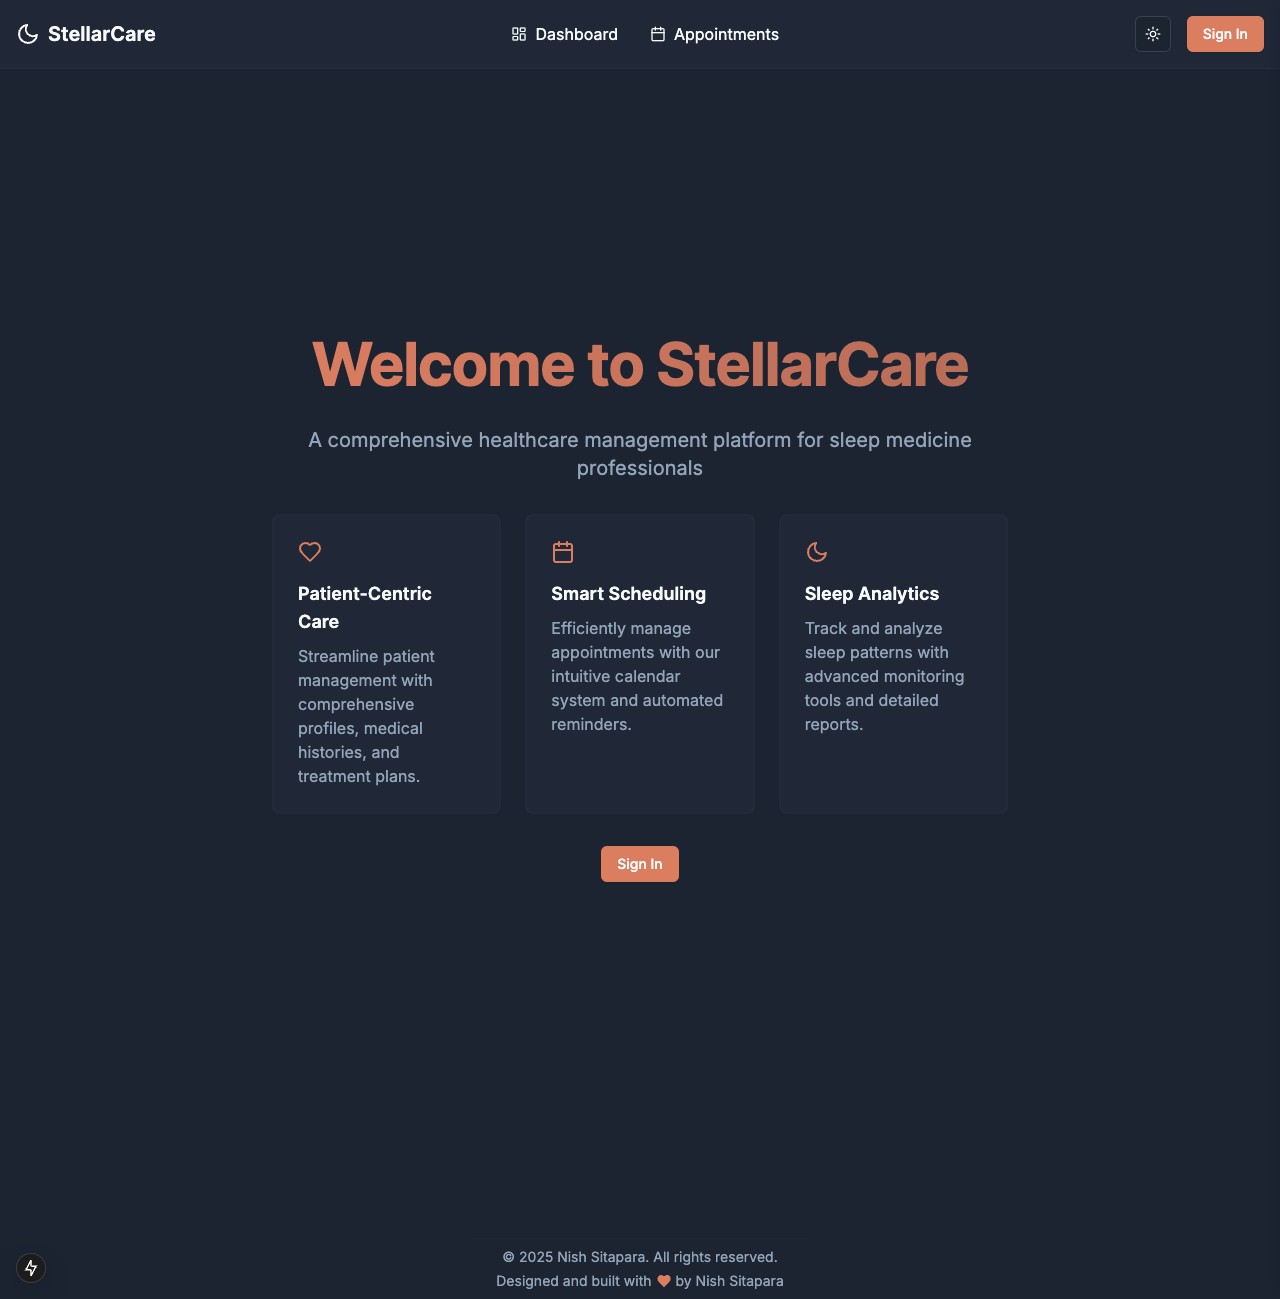 StellarCare
Dashboard
Appointments
Sign In
Welcome to StellarCare
A comprehensive healthcare management platform for sleep medicine
professionals
Patient-Centric
Care
Streamline patient
management with
comprehensive
profiles, medical
histories, and
treatment plans.
Smart Scheduling
Efficiently manage
appointments with our
intuitive calendar
system and automated
reminders.
Sleep Analytics
Track and analyze
sleep patterns with
advanced monitoring
tools and detailed
reports.
Sign In
© 2025 Nish Sitapara. All rights reserved.
Designed and built with ❤ by Nish Sitapara